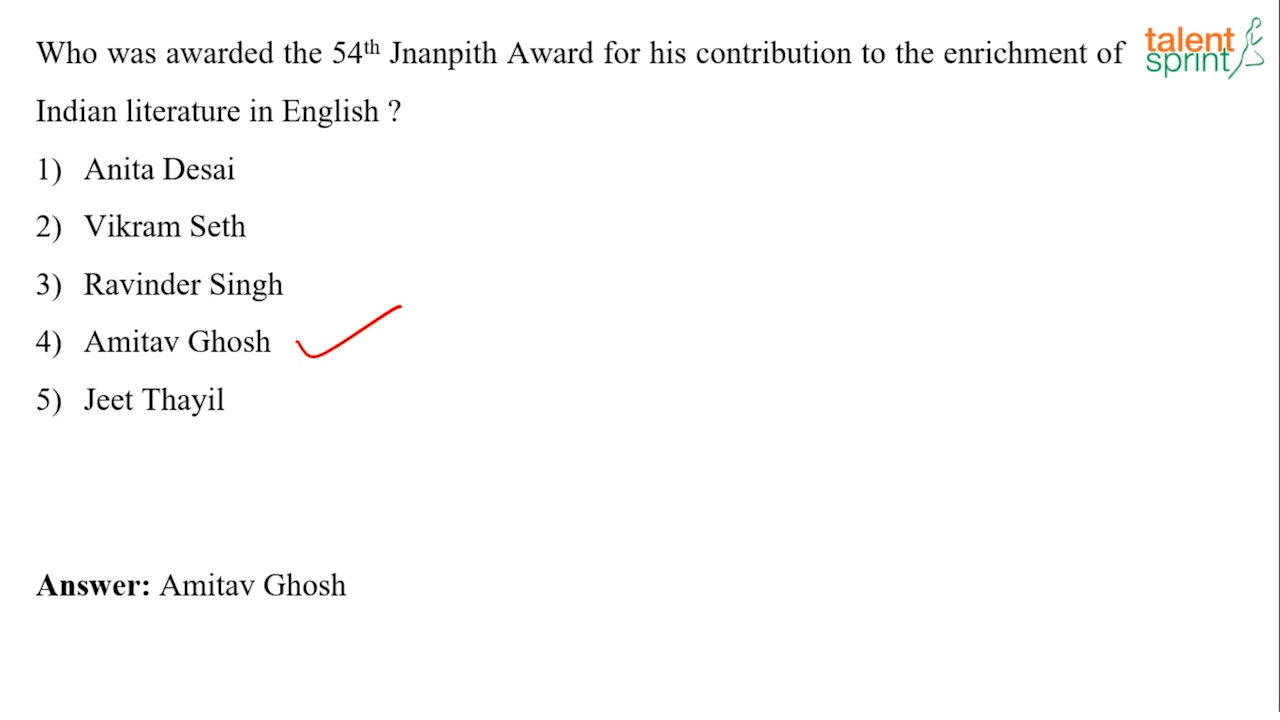 Who was awarded the 54th Jnanpith Award for his contribution to the enrichment of
talent
sprint
Indian literature in English ?
1) Anita Desai
2) Vikram Seth
3) Ravinder Singh
4) Amitav Ghosh
5) Jeet Thayil
Answer: Amitav Ghosh